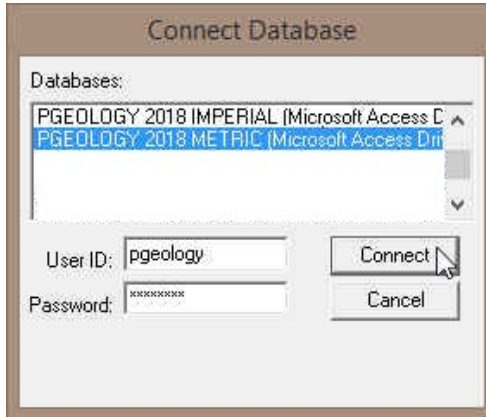 Connect Database
Databases:
PGEOLOGY 2018 IMPERIAL (Microsoft Access D
PGEOLOGY 2018 METRIC (Microsoft Access Dri
User ID: pgeology Connect
Password: ******** Cancel